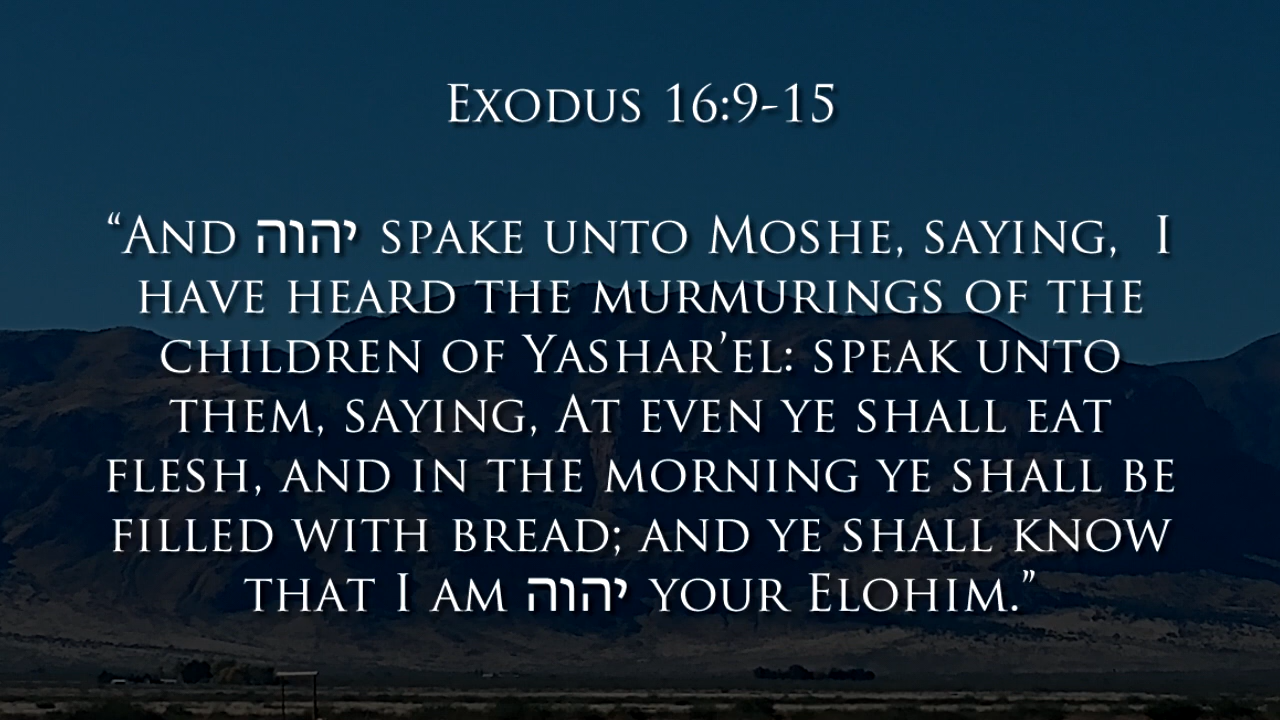 Exodus 16:9-15
“And יהוה spake unto Moshe, saying,  I
have heard the murmurings of the
children of Yashar’el: speak unto
them, saying, At even ye shall eat
flesh, and in the morning ye shall be
filled with bread; and ye shall know
that I am יהוה your Elohim.”